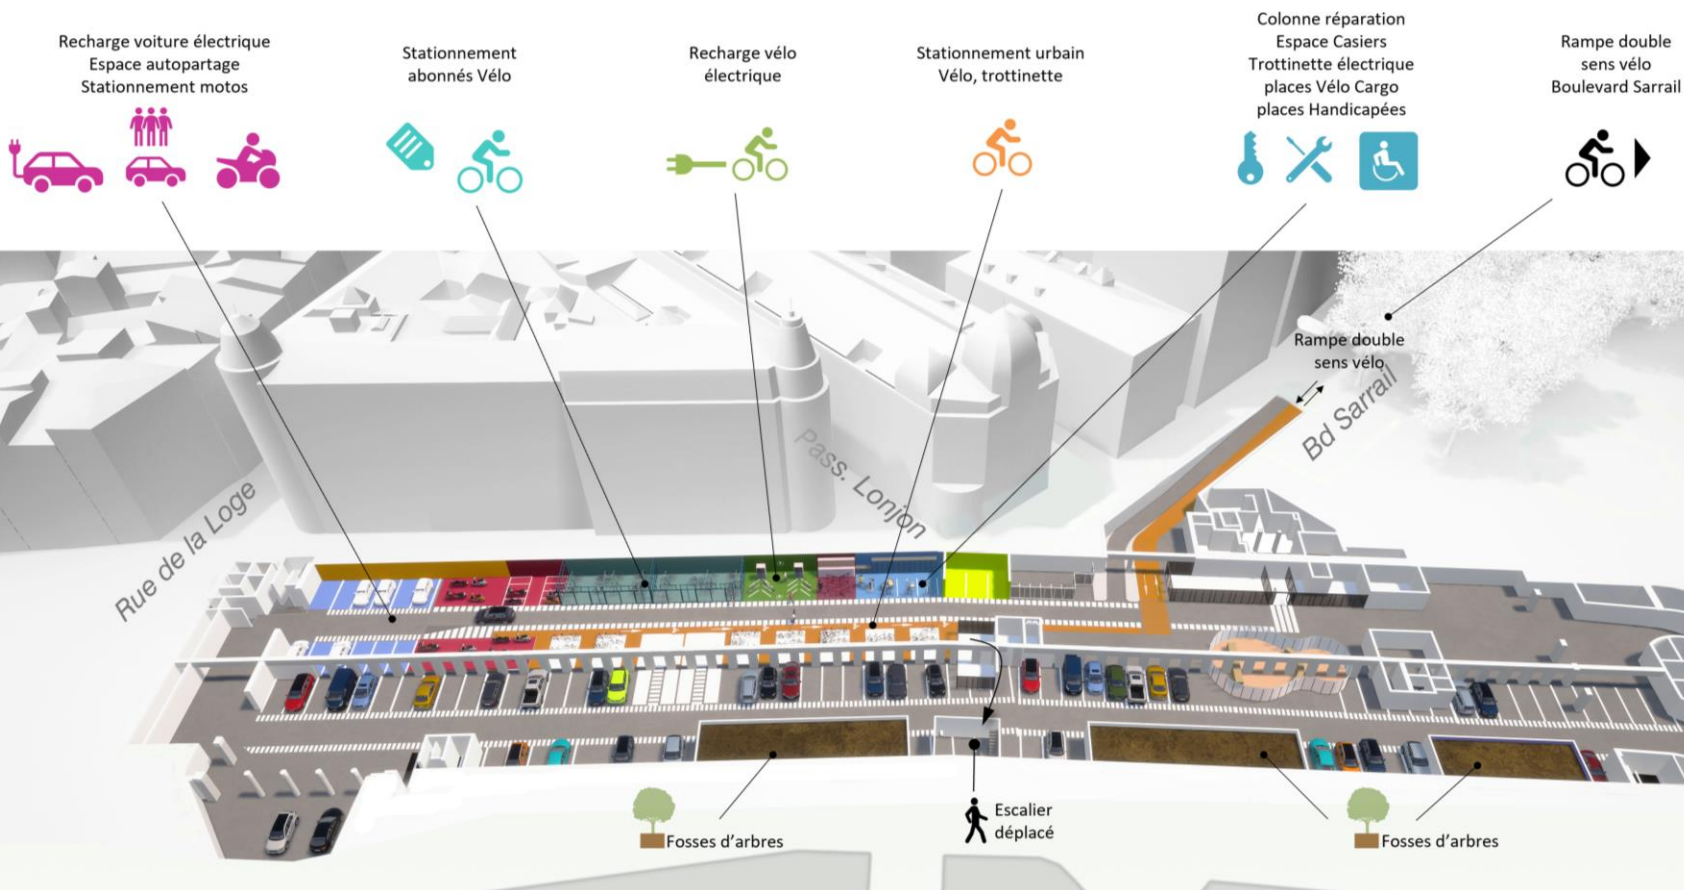 Recharge voiture électrique
Espace autopartage
Stationnement motos
Stationnement
abonnés Vélo
Recharge vélo
électrique
Stationnement urbain
Vélo, trottinette
Colonne réparation
Espace Casiers
Trottinette électrique
places Vélo Cargo
places Handicapées
Rampe double
sens vélo
Boulevard Sarrail
Rampe double
sens vélo
Bd Sarrail
Pass. Lonjon
Rue de la Loge
Fosses d'arbres
Escalier
déplacé
Fosses d'arbres